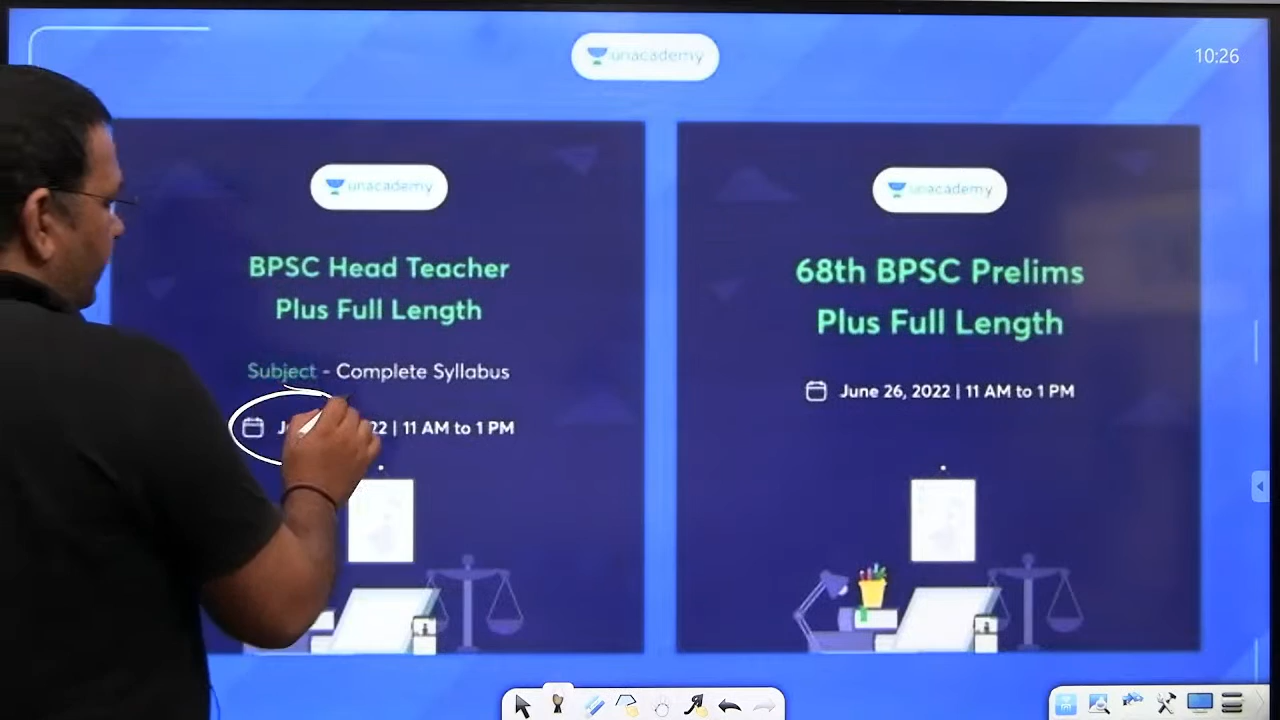 unacademy
10:26
unacademy
BPSC Head Teacher
Plus Full Length
Subject - Complete Syllabus
22 | 11 AM to 1 PM
unacademy
68th BPSC Prelims
Plus Full Length
June 26, 2022 | 11 AM to 1 PM